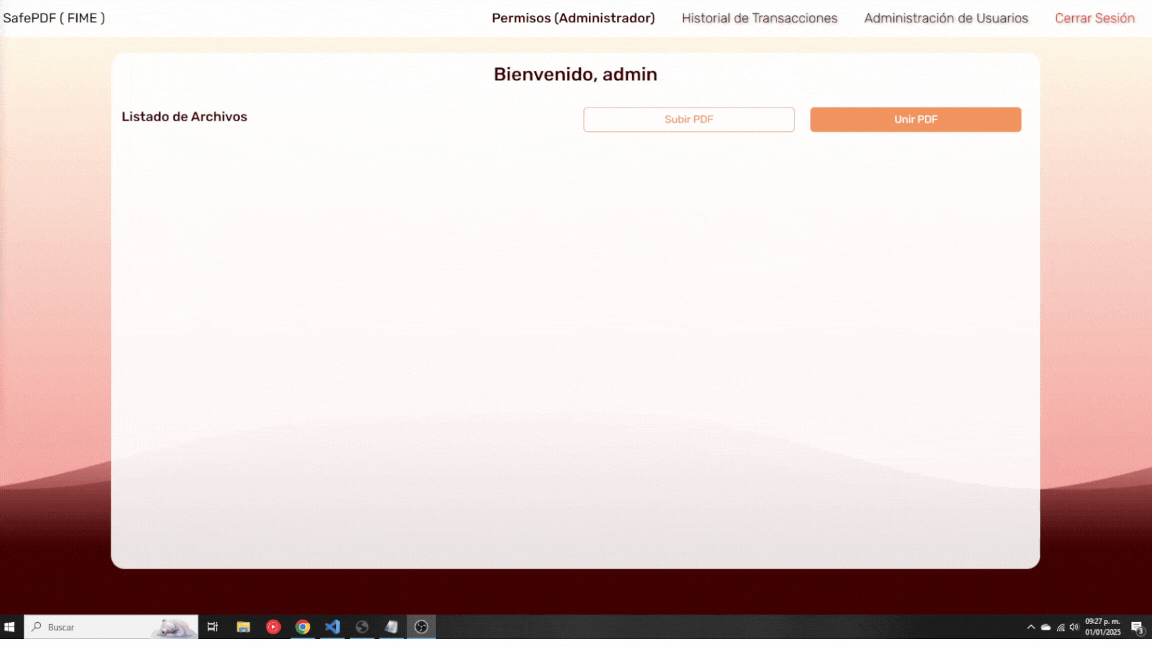 SafePDF ( FIME )
Permisos (Administrador) Historial de Transacciones Administración de Usuarios Cerrar Sesión
Bienvenido, admin
Listado de Archivos
Subir PDF
Unir PDF
Buscar
09:27 p. m.
01/01/2025
3